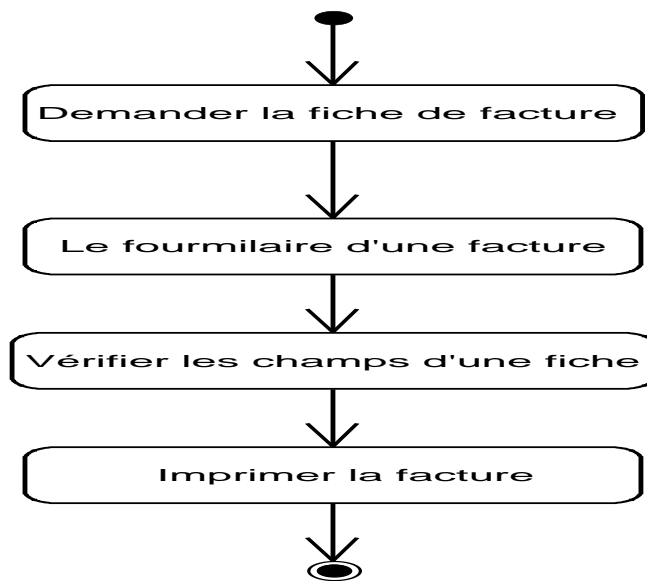 Demander la fiche de facture
Le fourmilaire d'une facture
Vérifier les champs d'une fiche
Imprimer la facture